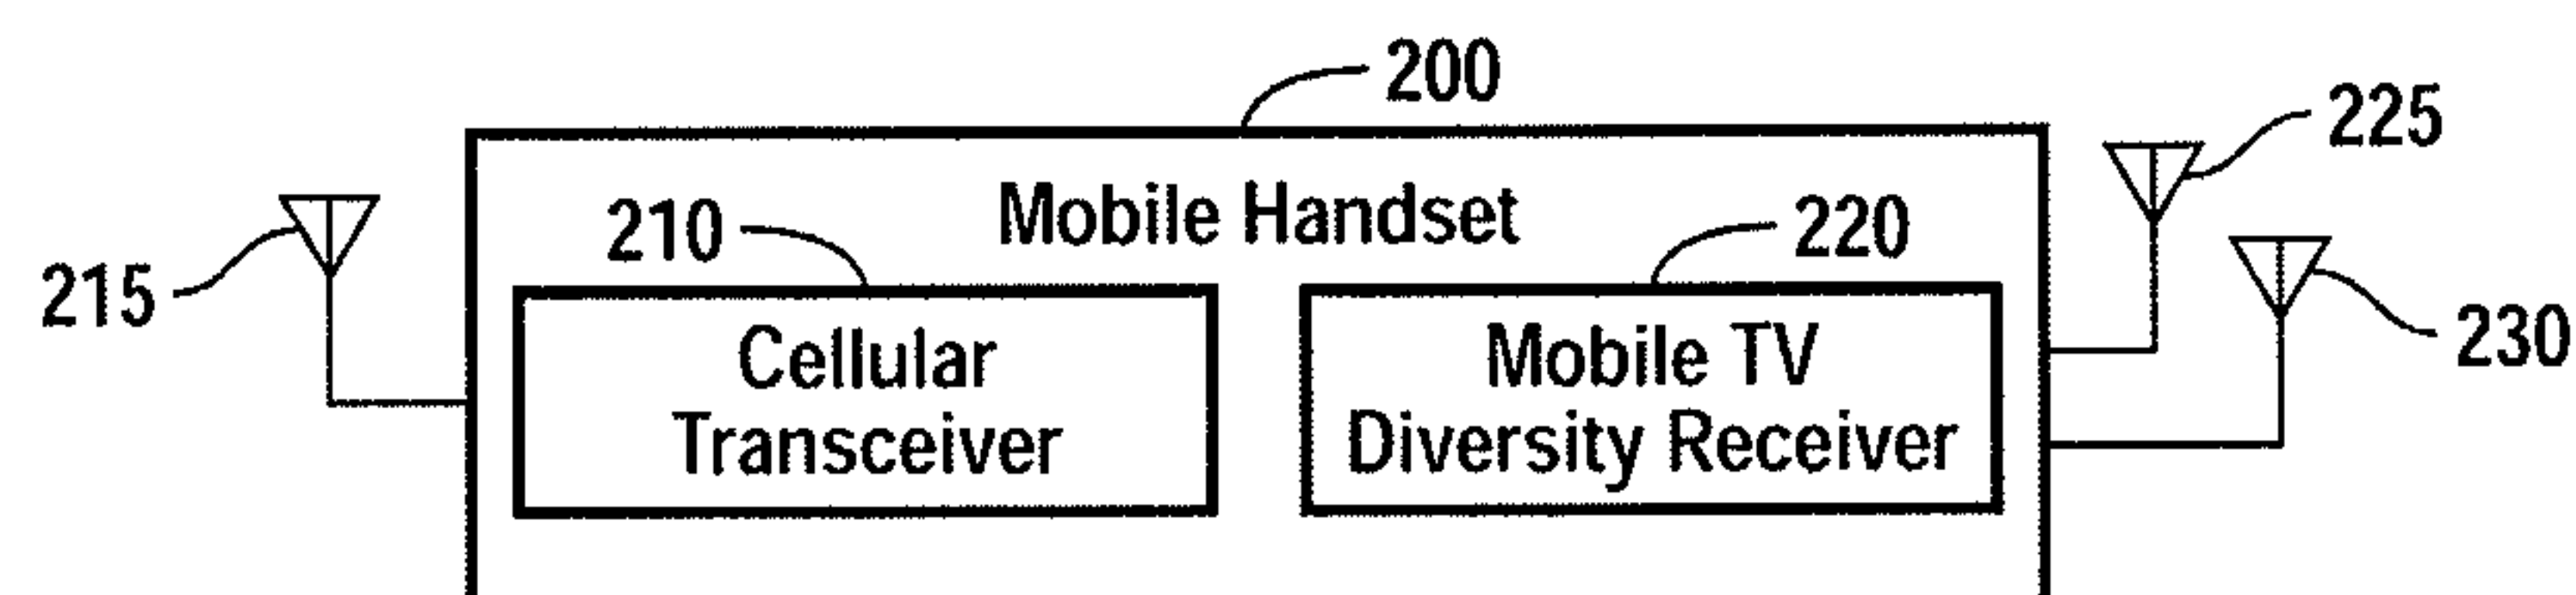 200
225
Mobile Handset
210
220
215
230
Cellular
Transceiver
Mobile TV
Diversity Receiver